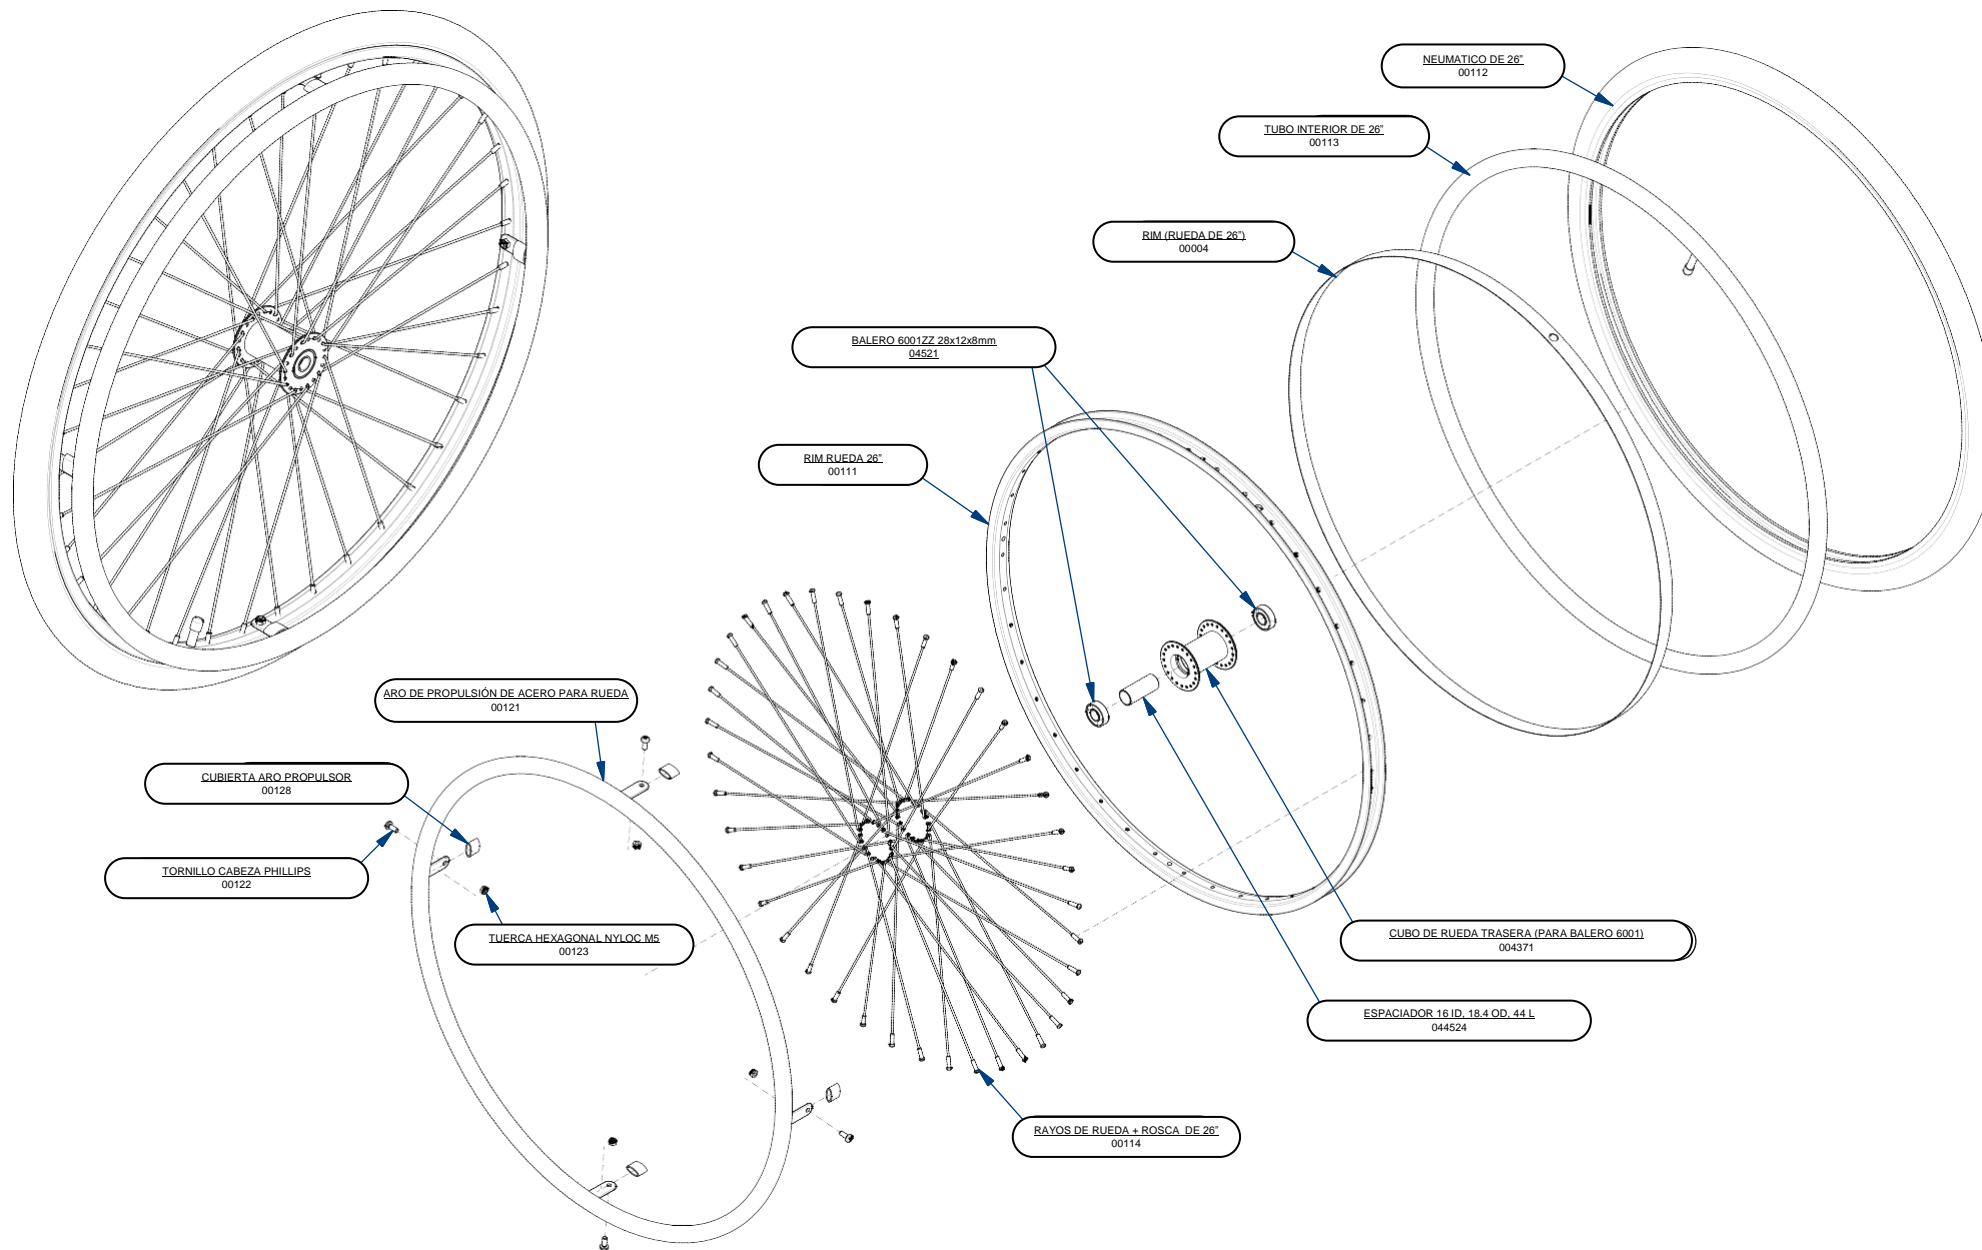 NEUMATICO DE 26"
00112
TUBO INTERIOR DE 26"
00113
RIM (RUEDA DE 26")
00004
BALERO 6001ZZ 28x12x8mm
04521
RIM RUEDA 26"
00111
ARO DE PROPULSIÓN DE ACERO PARA RUEDA
00121
CUBIERTA ARO PROPULSOR
00128
TORNILLO CABEZA PHILLIPS
00122
TUERCA HEXAGONAL NYLOC M5
00123
CUBO DE RUEDA TRASERA (PARA BALERO 6001)
004371
ESPACIADOR 16 ID, 18.4 OD, 44 L
044524
RAYOS DE RUEDA + ROSCA DE 26"
00114